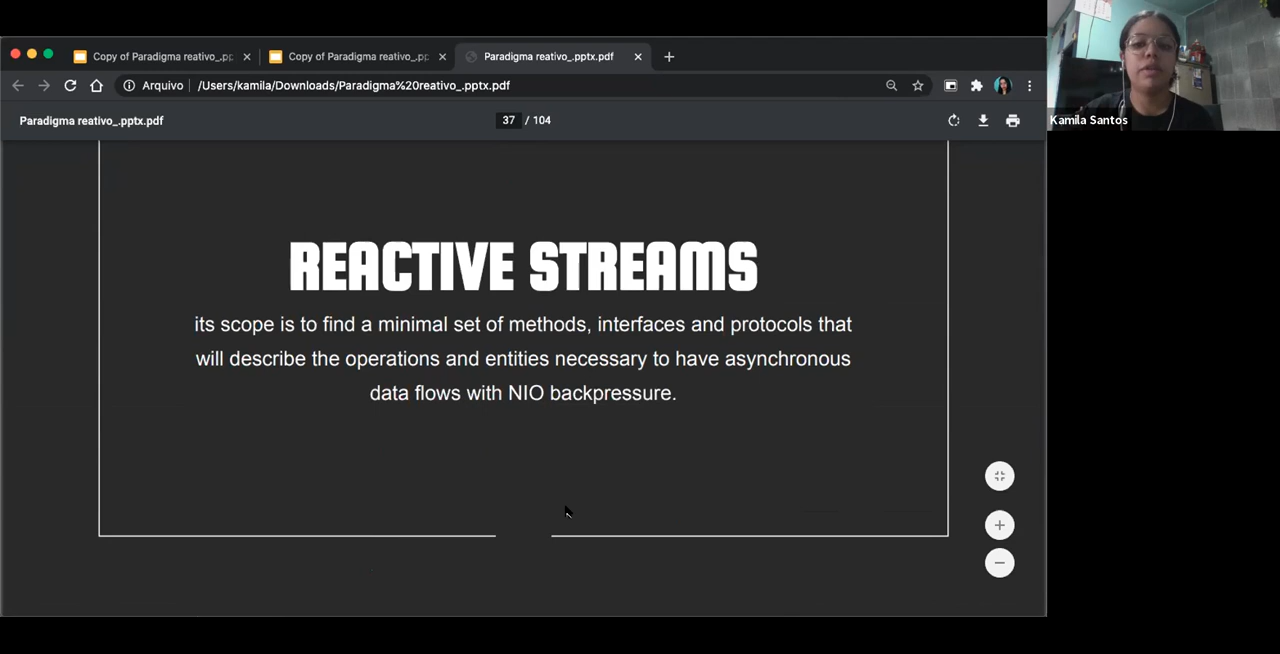 Copy of Paradigma reativo_.pp
Copy of Paradigma reativo_.pp
Paradigma reativo_.pptx.pdf
Arquivo
/Users/kamila/Downloads/Paradigma%20reativo_.pptx.pdf
Paradigma reativo_.pptx.pdf
37 / 104
Kamila Santos
REACTIVE STREAMS
its scope is to find a minimal set of methods, interfaces and protocols that
will describe the operations and entities necessary to have asynchronous
data flows with NIO backpressure.